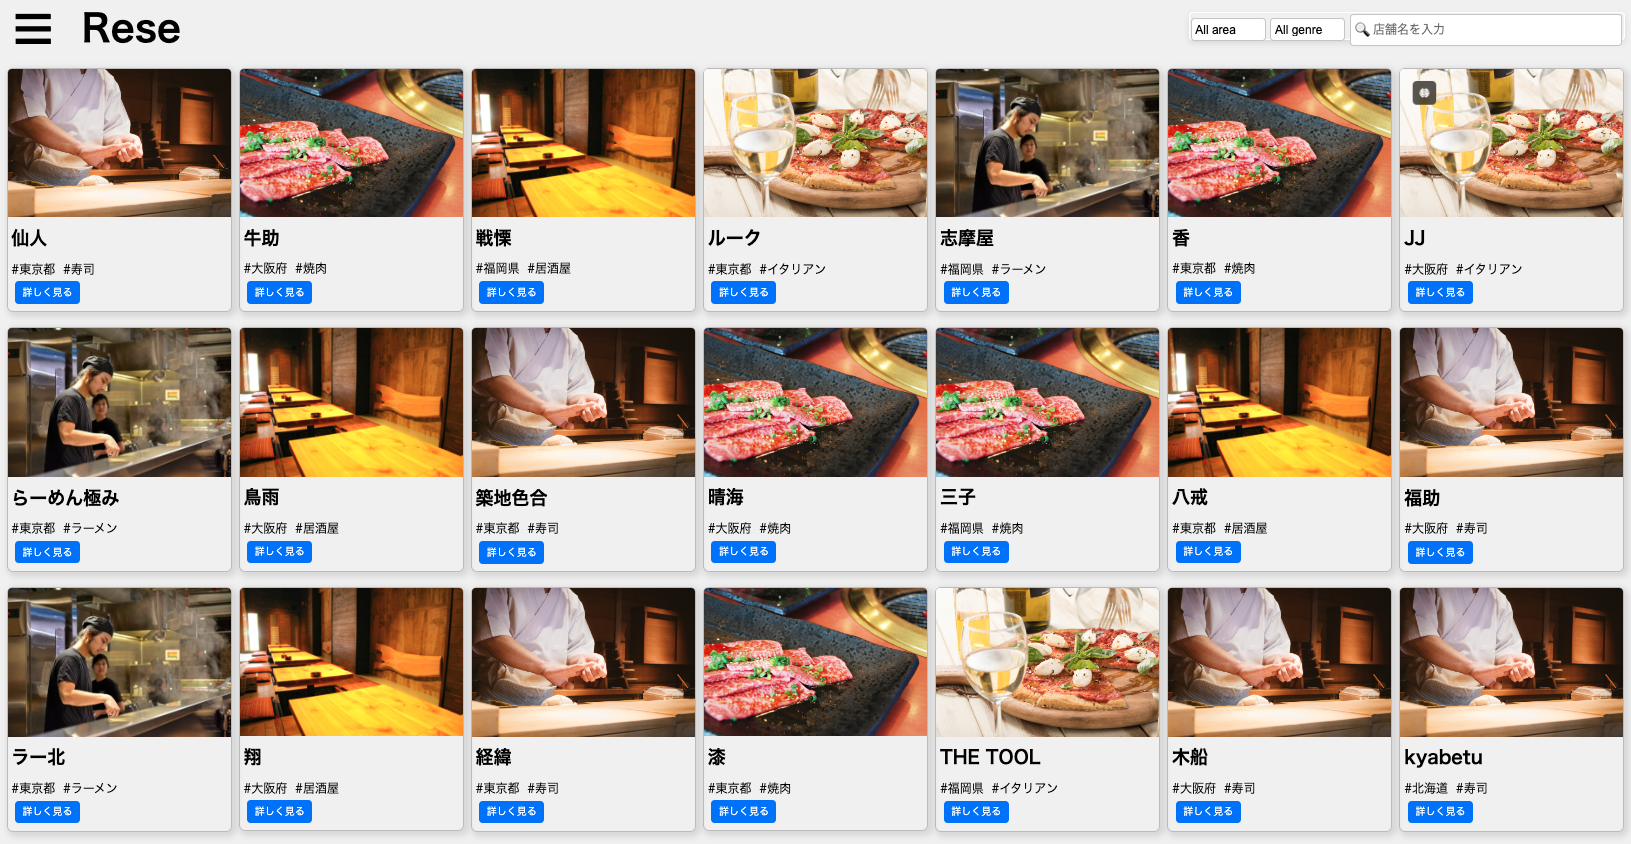 Rese
All area
All genre
店舗名を入力
仙人
#東京都 #寿司
詳しく見る
牛助
#大阪府 #焼肉
詳しく見る
戦慄
#福岡県 #居酒屋
詳しく見る
ルーク
#東京都 #イタリアン
詳しく見る
志摩屋
#福岡県 #ラーメン
詳しく見る
香
#東京都 #焼肉
詳しく見る
JJ
#大阪府 #イタリアン
詳しく見る
らーめん極み
#東京都 #ラーメン
詳しく見る
鳥雨
#大阪府 #居酒屋
詳しく見る
築地色合
#東京都 #寿司
詳しく見る
晴海
#大阪府 #焼肉
詳しく見る
三子
#福岡県 #焼肉
詳しく見る
八戒
#東京都 #居酒屋
詳しく見る
福助
#大阪府 #寿司
詳しく見る
ラー北
#東京都 #ラーメン
詳しく見る
翔
#大阪府 #居酒屋
詳しく見る
経緯
#東京都 #寿司
詳しく見る
漆
#東京都 #焼肉
詳しく見る
THE TOOL
#福岡県 #イタリアン
詳しく見る
木船
#大阪府 #寿司
詳しく見る
kyabetu
#北海道 #寿司
詳しく見る